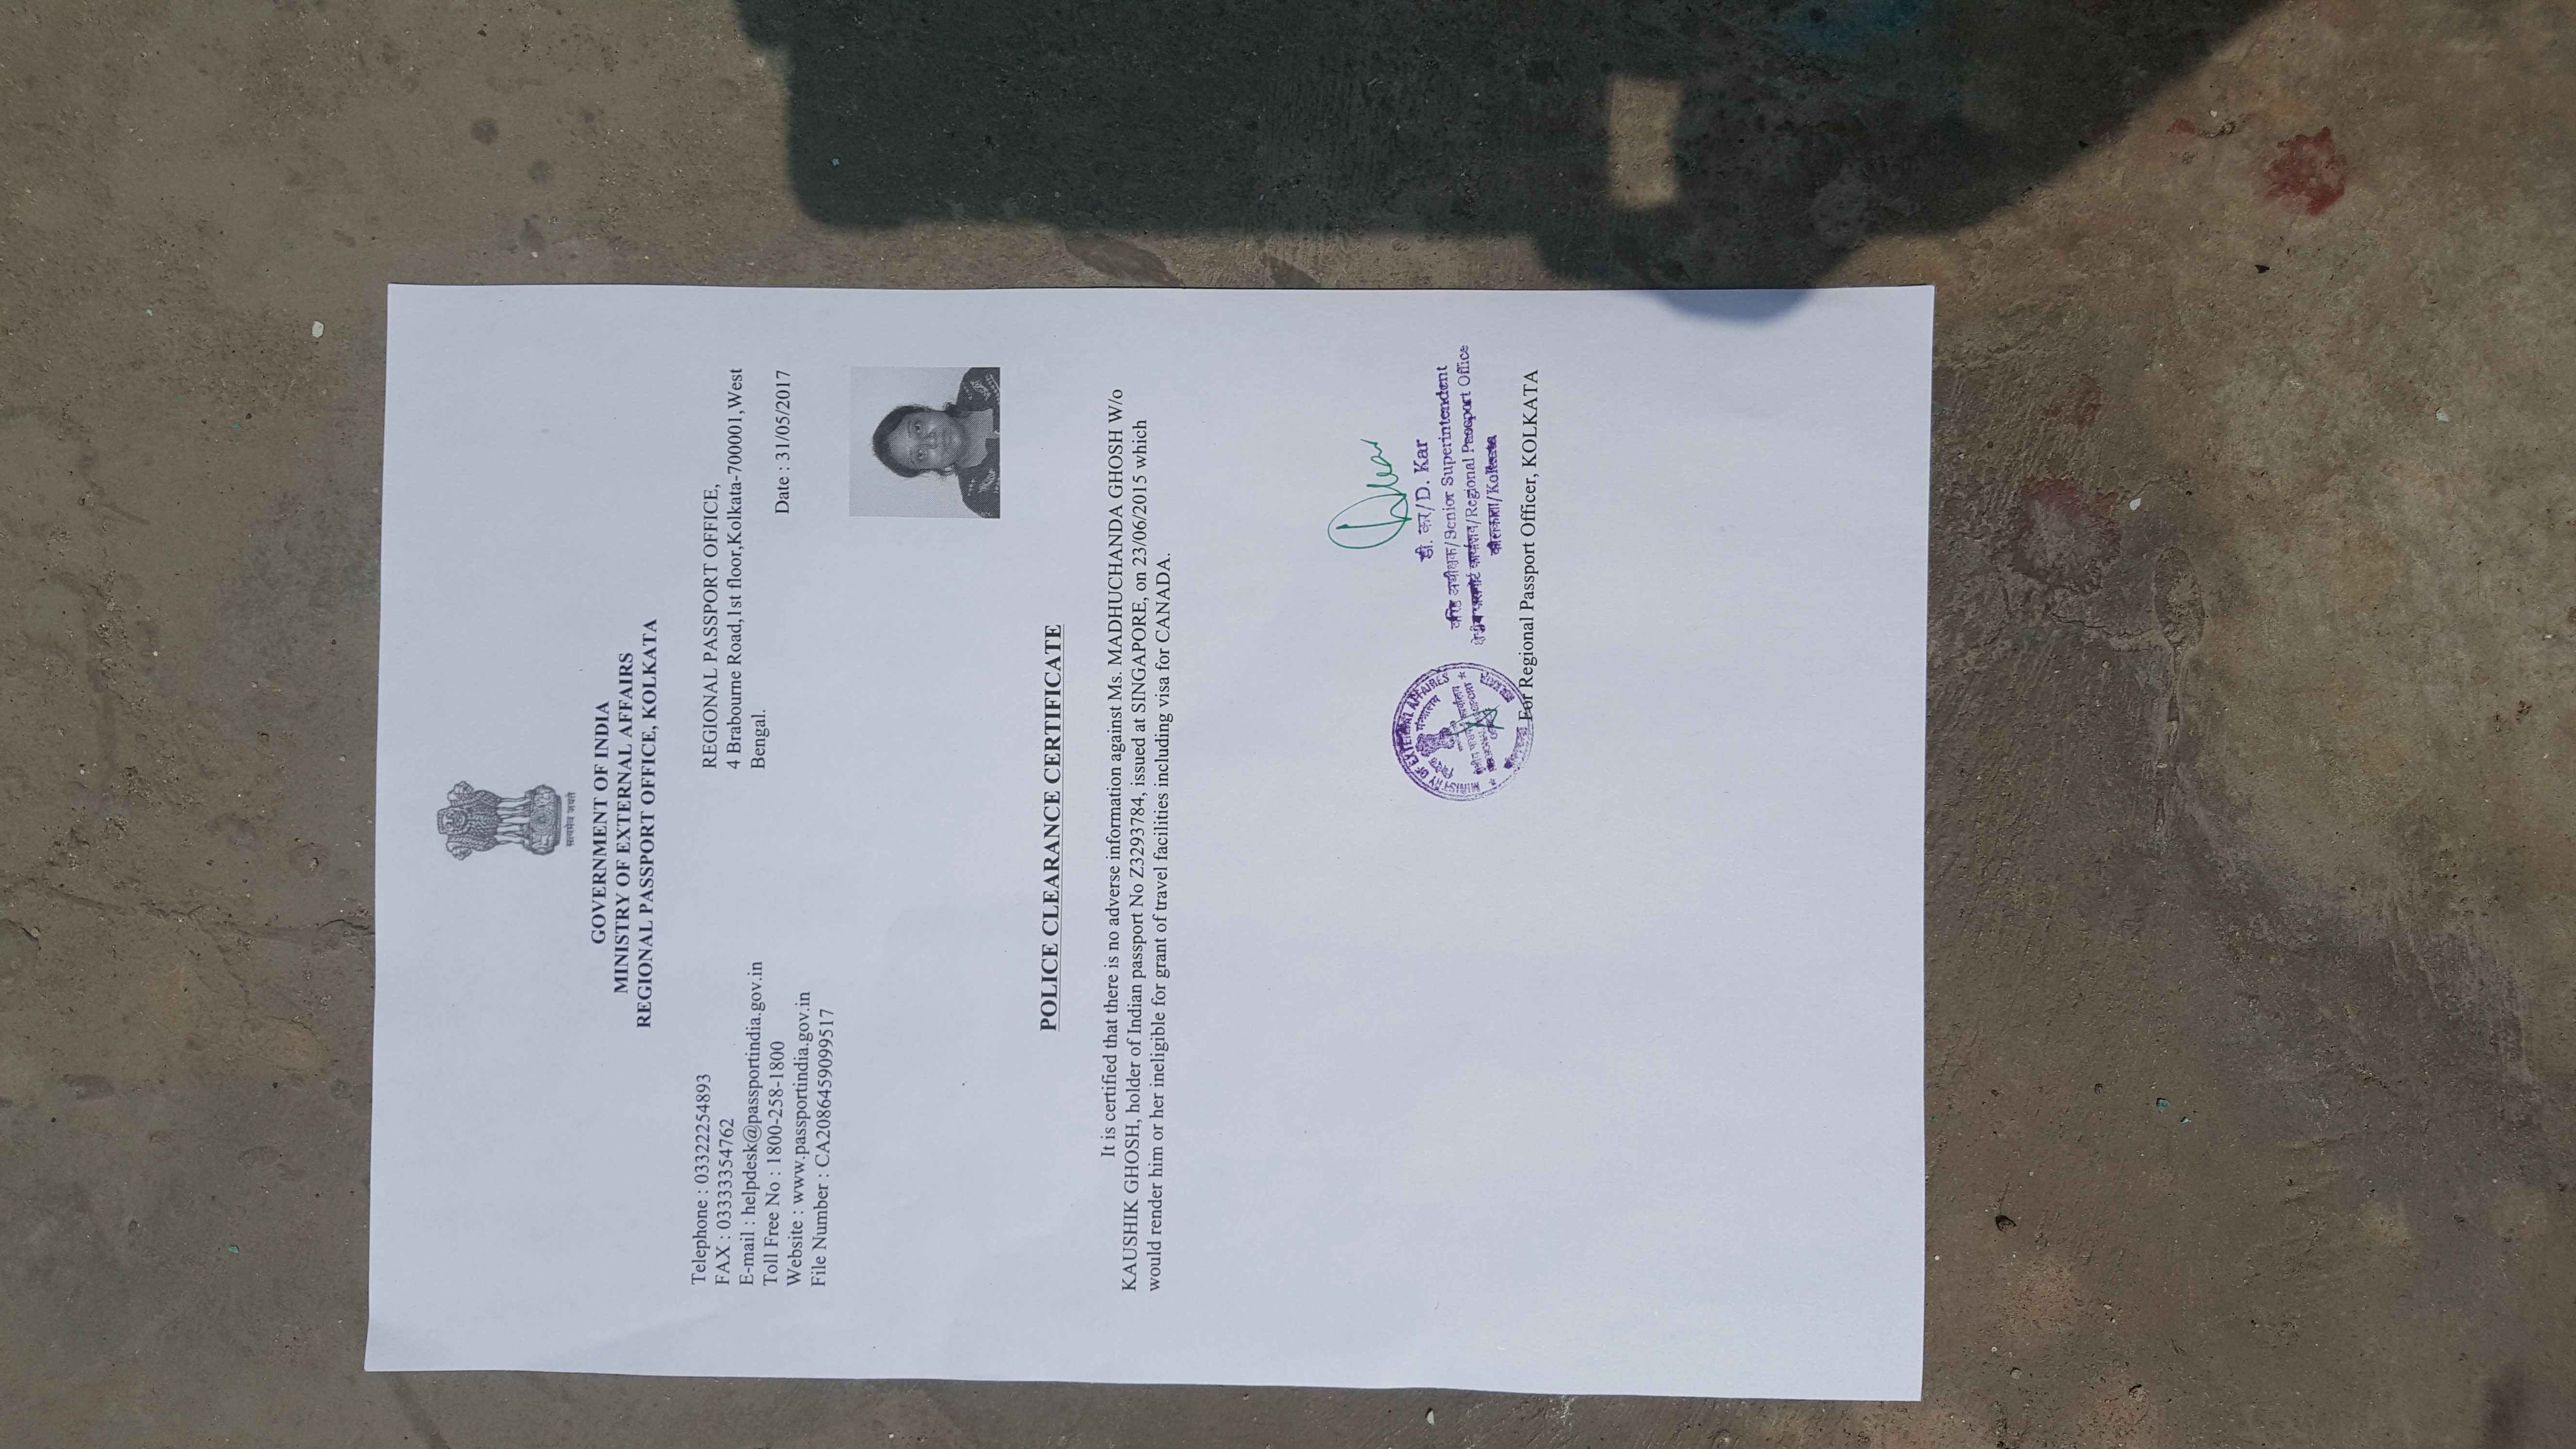 सत्यमेव जयते
GOVERNMENT OF INDIA
MINISTRY OF EXTERNAL AFFAIRS
REGIONAL PASSPORT OFFICE, KOLKATA
Telephone : 03322254893
FAX : 03333354762
E-mail : helpdesk@passportindia.gov.in
Toll Free No : 1800-258-1800
Website : www.passportindia.gov.in
File Number : CA2086459099517
REGIONAL PASSPORT OFFICE,
4 Brabourne Road,1st floor,Kolkata-700001,West
Bengal.
Date : 31/05/2017
POLICE CLEARANCE CERTIFICATE
It is certified that there is no adverse information against Ms. MADHUCHANDA GHOSH W/o
KAUSHIK GHOSH, holder of Indian passport No Z3293784, issued at SINGAPORE, on 23/06/2015 which
would render him or her ineligible for grant of travel facilities including visa for CANADA.
MINISTRY OF EXTERNAL AFFAIRES
REGIONAL PASSPORT
डी. कर/D. Kar
वरिष्ठ अधीक्षक/Senior Superintendent
क्षेत्रीय पासपोर्ट कार्यालय/Regional Passport Office
कोलकाता/Kolkata
For Regional Passport Officer, KOLKATA